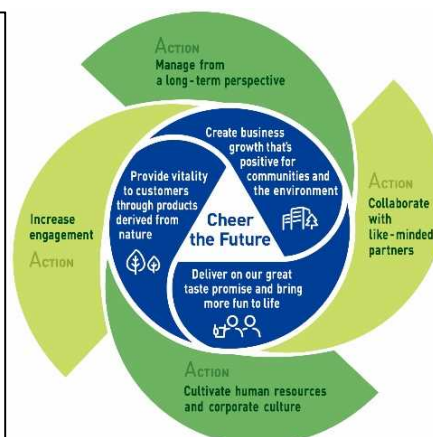 ACTION
Manage from
a long-term perspective
Create business
growth that's
positive for
communities and
the environment
Provide vitality
to customers
through products
derived from
nature
Cheer
the Future
Deliver on our great
taste promise and bring
more fun to life
ACTION
Collaborate
with
like-minded
partners
Increase
engagement
ACTION
ACTION
Cultivate human resources
and corporate culture